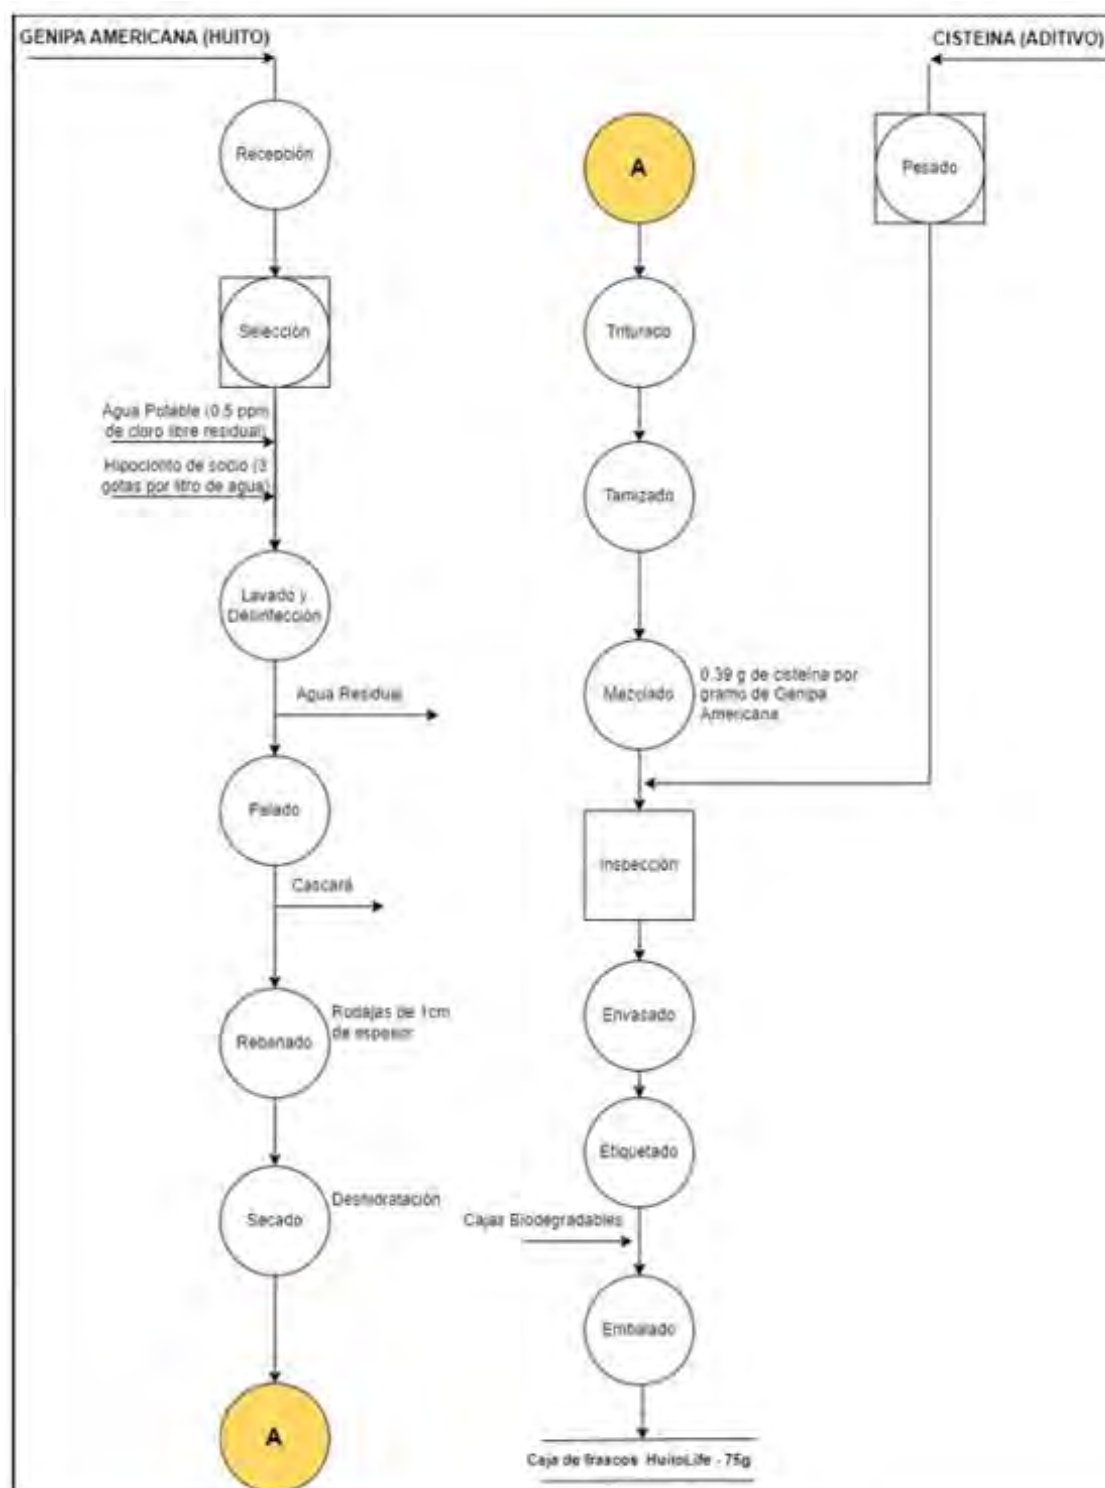 GENIPA AMERICANA (HUITO)
Recepción
Selección
Agua Potable (0.5 ppm
de cloro libre residual)
Hipoclorito de sodio (3
gotas por litro de agua)
Lavado y
Desinfección
Agua Residual
Pelado
Cascará
Rebanado
Rodajas de 1cm
de espesor
Secado
Deshidratación
A
A
Triturado
Tamizado
Mezclado
0.39 g de cisteína por
gramo de Genipa
Americana
Inspección
Envasado
Etiquetado
Cajas Biodegradables
Embalado
Caja de frascos HuitoLife - 75g
CISTEINA (ADITIVO)
Pesado